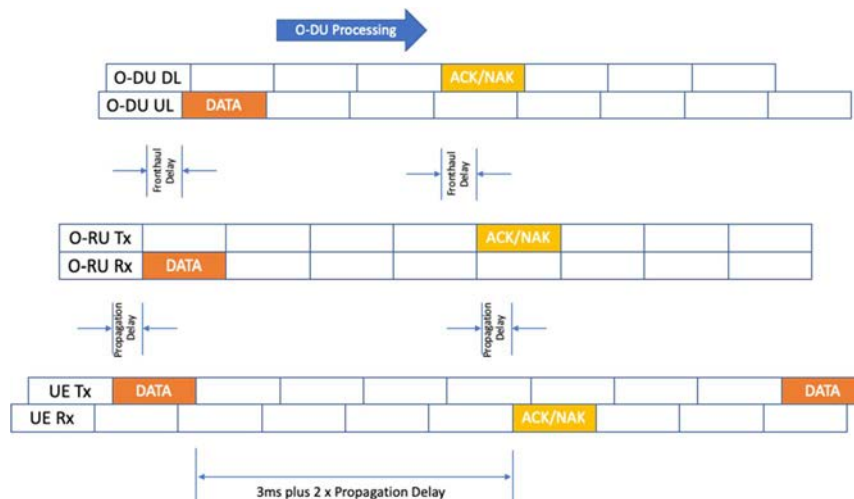 O-DU Processing
O-DU DL
ACK/NAK
O-DU UL
DATA
Fronthaul
Delay
Fronthaul
Delay
O-RU Tx
ACK/NAK
O-RU Rx
DATA
Propagation
Delay
Propagation
Delay
UE Tx
DATA
DATA
UE Rx
ACK/NAK
3ms plus 2 x Propagation Delay